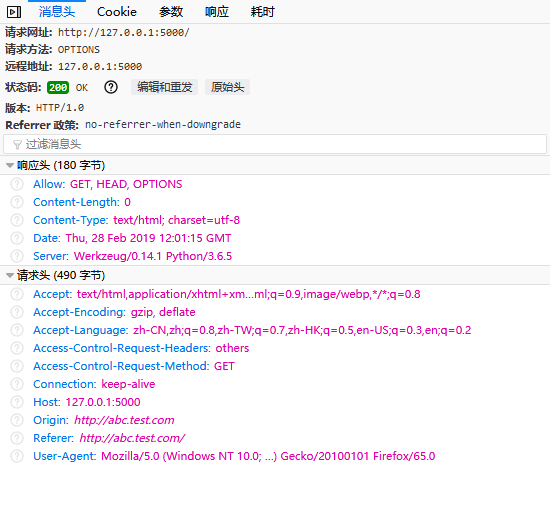 消息头 Cookie 参数 响应 耗时
请求网址: http://127.0.0.1:5000/
请求方法: OPTIONS
远程地址: 127.0.0.1:5000
状态码: 200 OK 编辑和重发 原始头
版本: HTTP/1.0
Referrer 政策: no-referrer-when-downgrade
过滤消息头
响应头 (180 字节)
Allow: GET, HEAD, OPTIONS
Content-Length: 0
Content-Type: text/html; charset=utf-8
Date: Thu, 28 Feb 2019 12:01:15 GMT
Server: Werkzeug/0.14.1 Python/3.6.5
请求头 (490 字节)
Accept: text/html,application/xhtml+xm…ml;q=0.9,image/webp,*/*;q=0.8
Accept-Encoding: gzip, deflate
Accept-Language: zh-CN,zh;q=0.8,zh-TW;q=0.7,zh-HK;q=0.5,en-US;q=0.3,en;q=0.2
Access-Control-Request-Headers: others
Access-Control-Request-Method: GET
Connection: keep-alive
Host: 127.0.0.1:5000
Origin: http://abc.test.com
Referer: http://abc.test.com/
User-Agent: Mozilla/5.0 (Windows NT 10.0; …) Gecko/20100101 Firefox/65.0